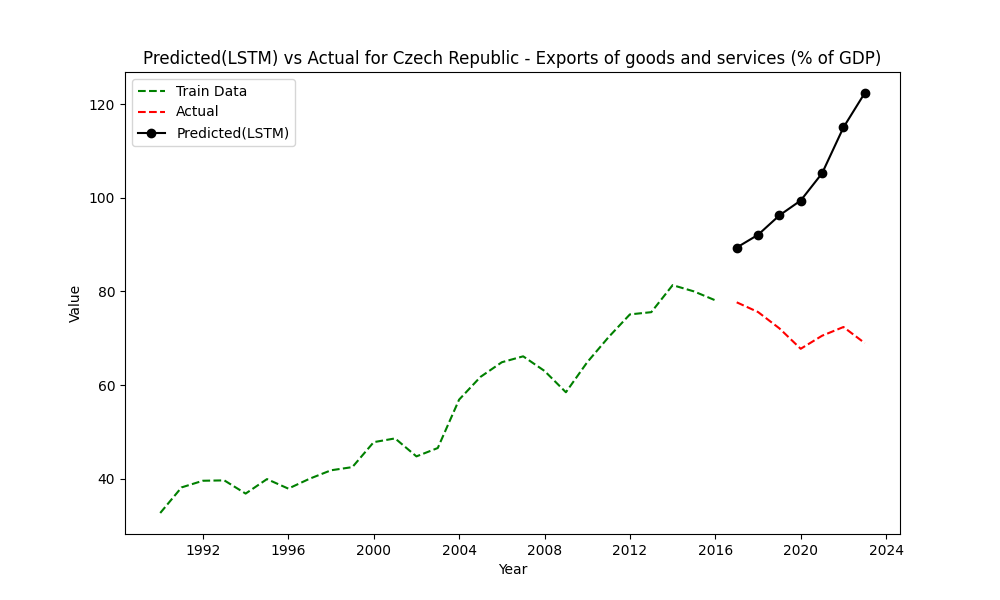 Predicted(LSTM) vs Actual for Czech Republic - Exports of goods and services (% of GDP)
Train Data
Actual
Predicted(LSTM)
120
100
80
60
40
Value
1992 1996 2000 2004 2008 2012 2016 2020 2024
Year